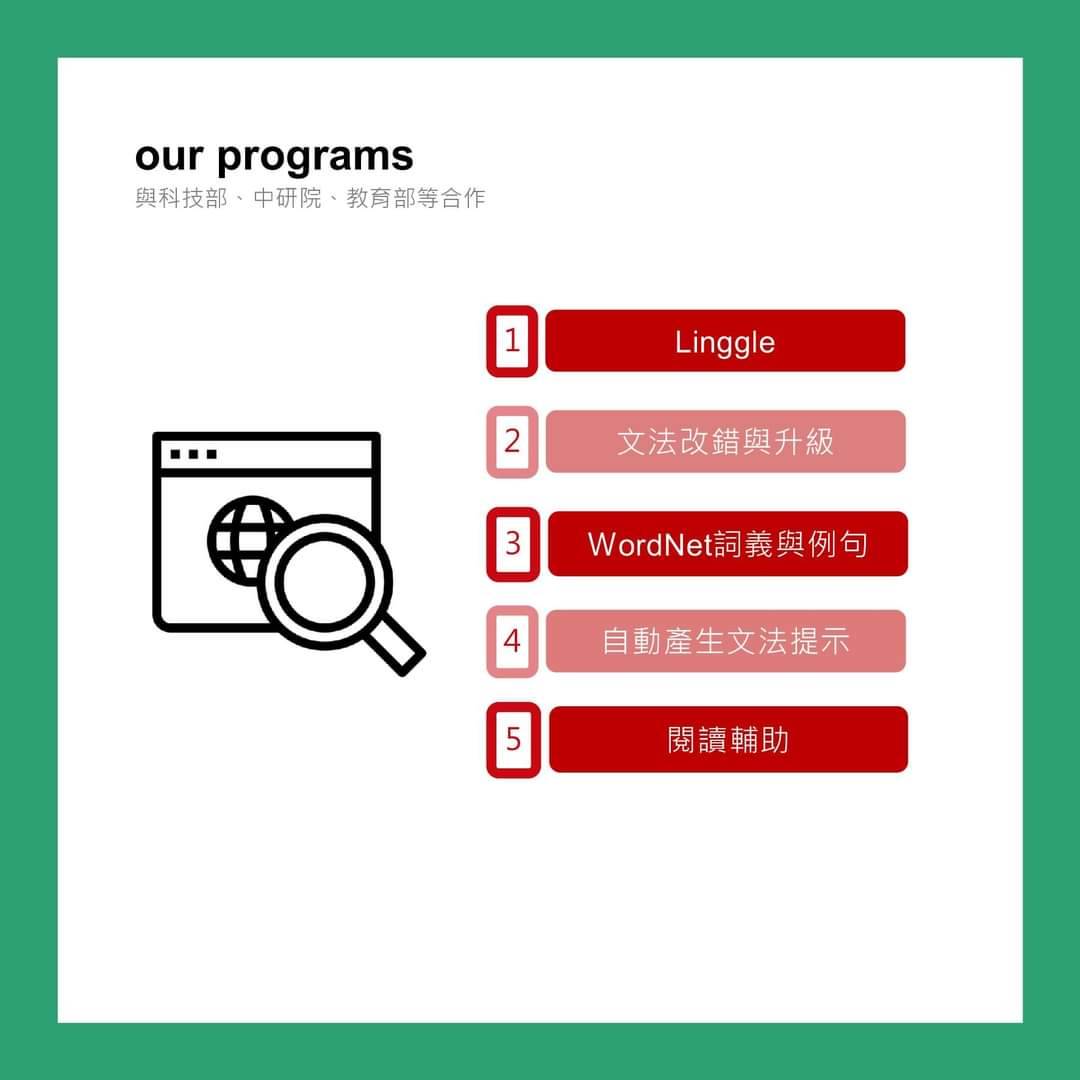 our programs
與科技部、中研院、教育部等合作
1 Linggle
2 文法改錯與升級
3 WordNet詞義與例句
4 自動產生文法提示
5 閱讀輔助